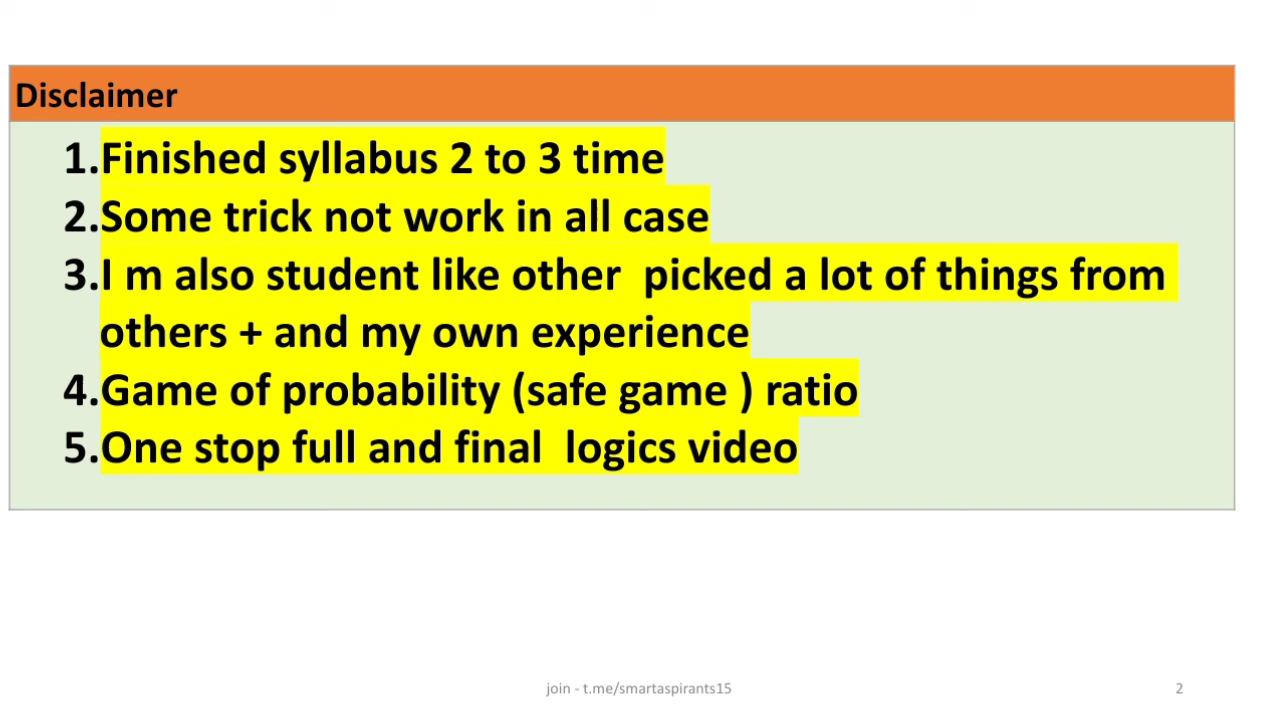 Disclaimer
1.Finished syllabus 2 to 3 time
2.Some trick not work in all case
3.I m also student like other  picked a lot of things from
others + and my own experience
4.Game of probability (safe game ) ratio
5.One stop full and final  logics video
join - t.me/smartaspirants15
2